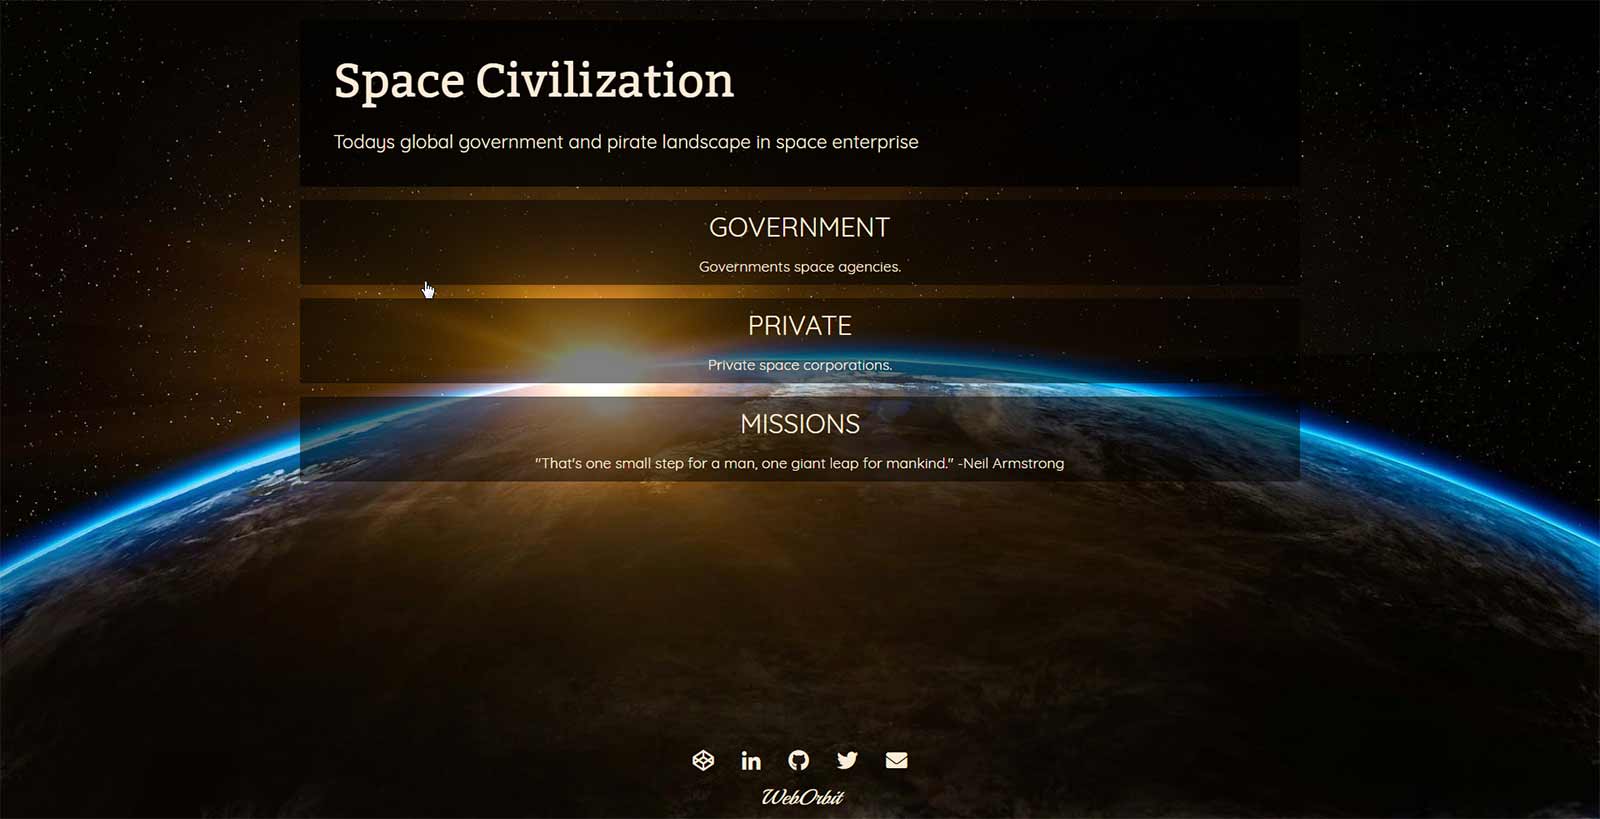 Space Civilization
Todays global government and pirate landscape in space enterprise
GOVERNMENT
Governments space agencies.
PRIVATE
Private space corporations.
MISSIONS
"That's one small step for a man, one giant leap for mankind." -Neil Armstrong
in
WebOrbit